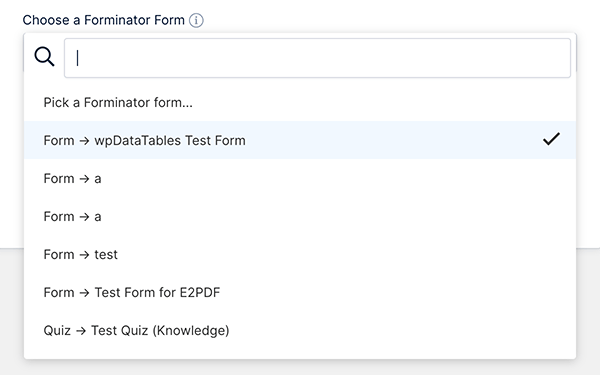 Choose a Forminator Form
Pick a Forminator form...
Form → wpDataTables Test Form
Form → a
Form → a
Form → test
Form → Test Form for E2PDF
Quiz → Test Quiz (Knowledge)